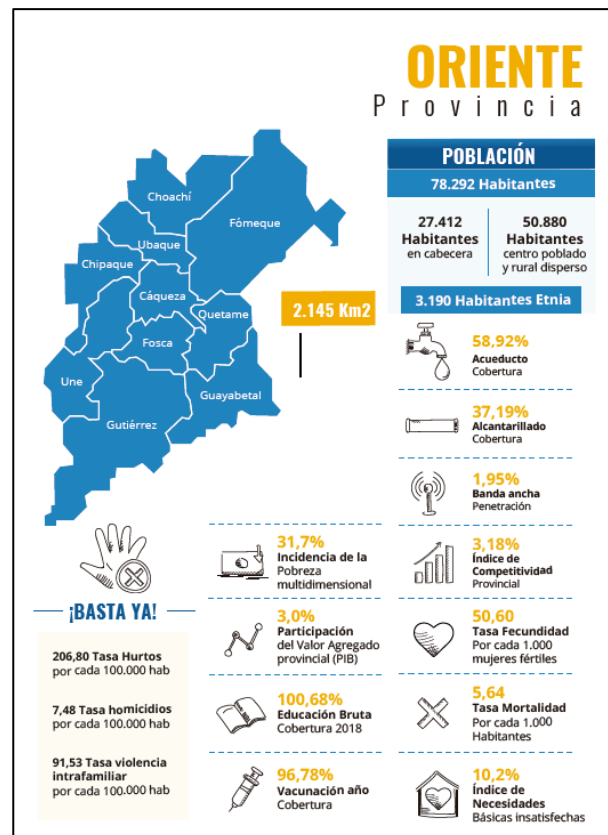 ORIENTE
Provincia
POBLACIÓN
78.292 Habitantes
27.412
Habitantes
en cabecera
50.880
Habitantes
centro poblado
y rural disperso
3.190 Habitantes Etnia
Choachí
Fómeque
Ubaque
Chipaque
Cáqueza
Quetame
Fosca
Une
Guayabetal
Gutiérrez
2.145 Km2
58,92%
Acueducto
Cobertura
37,19%
Alcantarillado
Cobertura
1,95%
Banda ancha
Penetración
3,18%
Índice de
Competitividad
Provincial
50,60
Tasa Fecundidad
Por cada 1.000
mujeres fértiles
5,64
Tasa Mortalidad
Por cada 1.000
Habitantes
10,2%
Índice de
Necesidades
Básicas insatisfechas
31,7%
Incidencia de la
Pobreza
multidimensional
3,0%
Participación
del Valor Agregado
provincial (PIB)
100,68%
Educación Bruta
Cobertura 2018
96,78%
Vacunación año
Cobertura
¡BASTA YA!
206,80 Tasa Hurtos
por cada 100.000 hab
7,48 Tasa homicidios
por cada 100.000 hab
91,53 Tasa violencia
intrafamiliar
por cada 100.000 hab